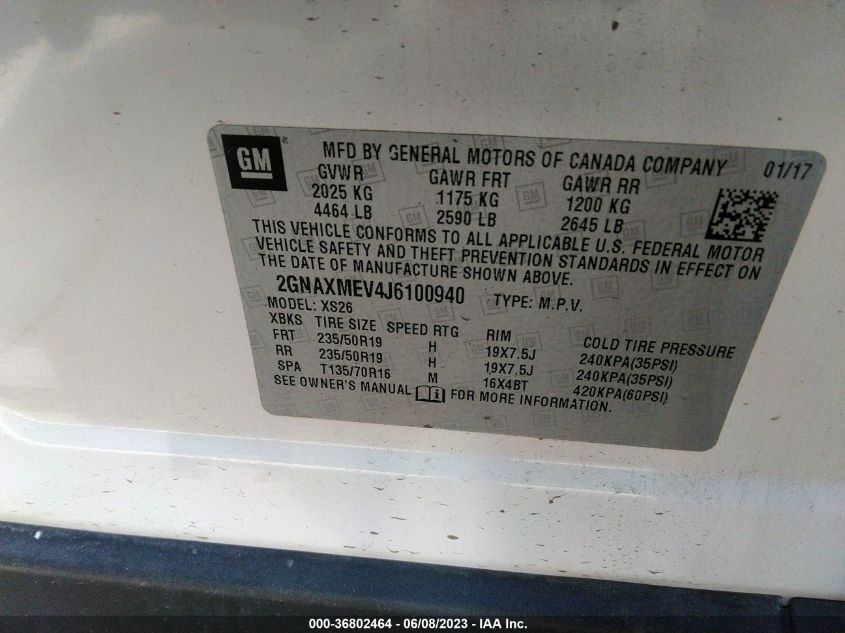 GM ® MFD BY GENERAL MOTORS OF CANADA COMPANY 01/17
GVWR GAWR FRT GAWR RR
2025 KG 1175 KG 1200 KG
4464 LB 2590 LB 2645 LB
THIS VEHICLE CONFORMS TO ALL APPLICABLE U.S. FEDERAL MOTOR
VEHICLE SAFETY AND THEFT PREVENTION STANDARDS IN EFFECT ON
THE DATE OF MANUFACTURE SHOWN ABOVE.
2GNAXMEV4J6100940 TYPE: M.P.V.
MODEL: XS26
XBKS TIRE SIZE SPEED RTG RIM COLD TIRE PRESSURE
FRT 235/50R19 H 19X7.5J 240KPA(35PSI)
RR 235/50R19 H 19X7.5J 240KPA(35PSI)
SPA T135/70R16 M 16X4BT 420KPA(60PSI)
SEE OWNER'S MANUAL FOR MORE INFORMATION.
000-36802464 - 06/08/2023 - IAA Inc.